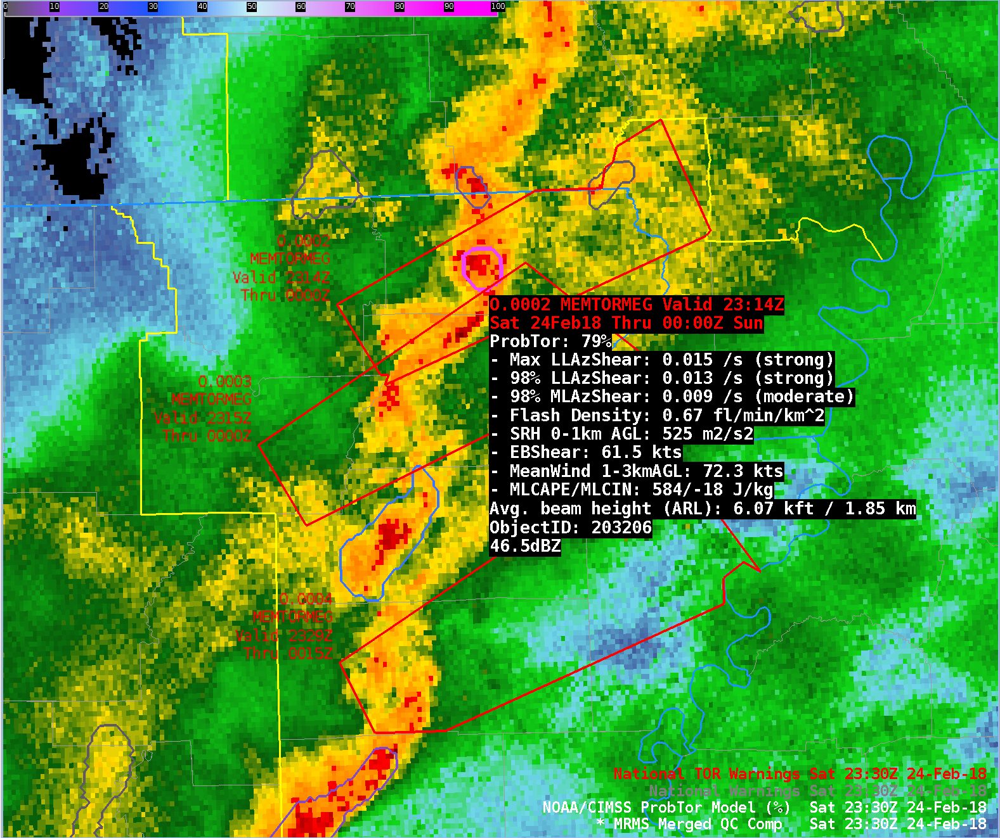 0 10 20 30 40 50 60 70 80 90 100
0.0002
MEMTORMEG
Valid 2314Z
Thru 0000Z
O.0002 MEMTORMEG Valid 23:14Z
Sat 24Feb18 Thru 00:00Z Sun
ProbTor: 79%
- Max LLAzShear: 0.015 /s (strong)
- 98% LLAzShear: 0.013 /s (strong)
- 98% MLAzShear: 0.009 /s (moderate)
- Flash Density: 0.67 fl/min/km^2
- SRH 0-1km AGL: 525 m2/s2
- EBShear: 61.5 kts
- MeanWind 1-3kmAGL: 72.3 kts
- MLCAPE/MLCIN: 584/-18 J/kg
Avg. beam height (ARL): 6.07 kft / 1.85 km
ObjectID: 203206
46.5dBZ
0.0003
MEMTORMEG
Valid 2315Z
Thru 0000Z
0.0004
MEMTORMEG
Valid 2329Z
Thru 0015Z
National TOR Warnings Sat 23:30Z 24-Feb-18
National Warnings Sat 23:30Z 24-Feb-18
NOAA/CIMSS ProbTor Model (%) Sat 23:30Z 24-Feb-18
* MRMS Merged QC Comp Sat 23:30Z 24-Feb-18